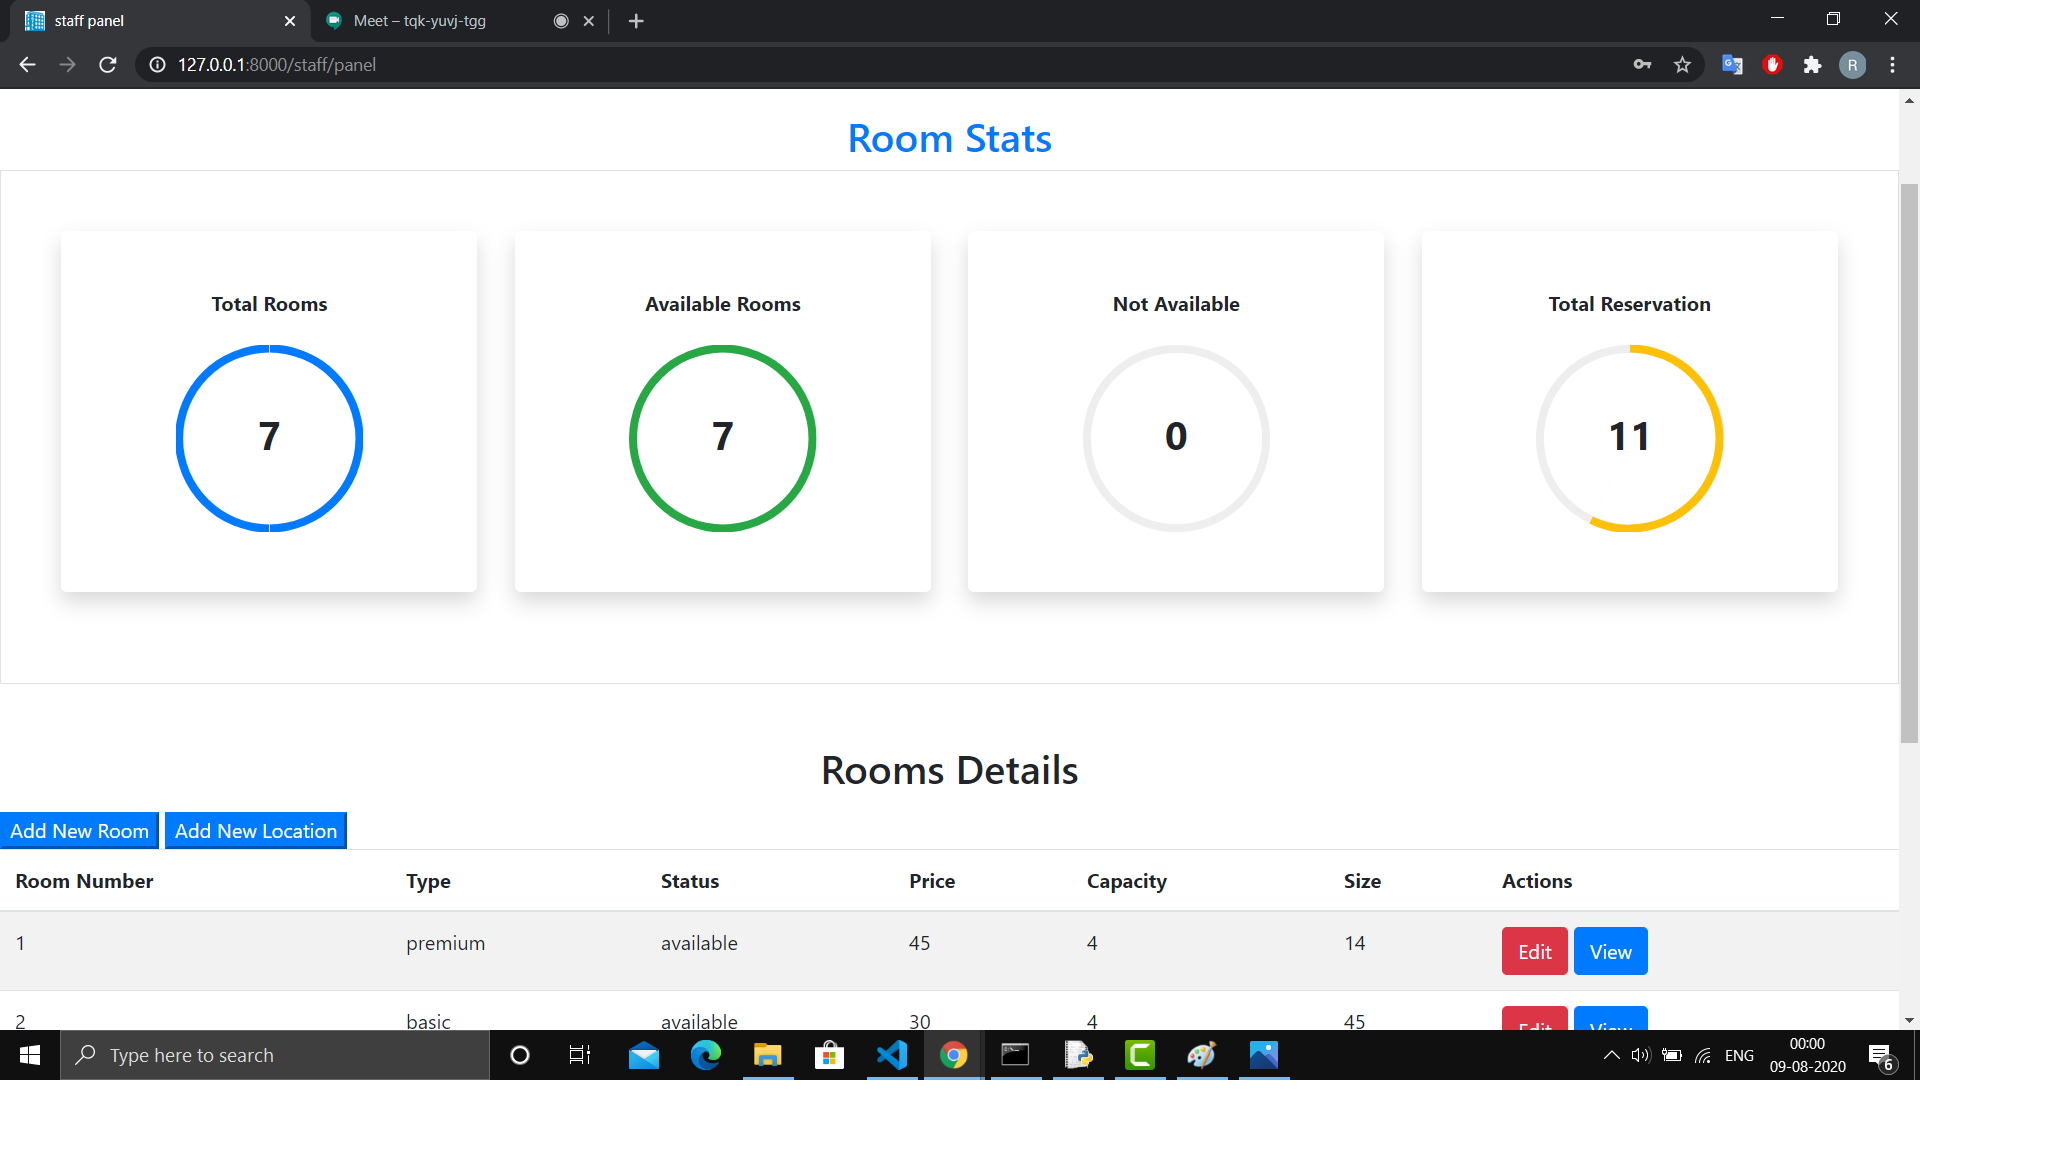 staff panel
Meet – tqk-yuvj-tgg
127.0.0.1:8000/staff/panel
R
Room Stats
Total Rooms
Available Rooms
Not Available
Total Reservation
7
7
0
11
Rooms Details
Add New Room Add New Location
Room Number Type Status Price Capacity Size Actions
1 premium available 45 4 14 Edit View
2 basic available 30 4 45 Edit View
Type here to search
ENG
00:00
09-08-2020
6